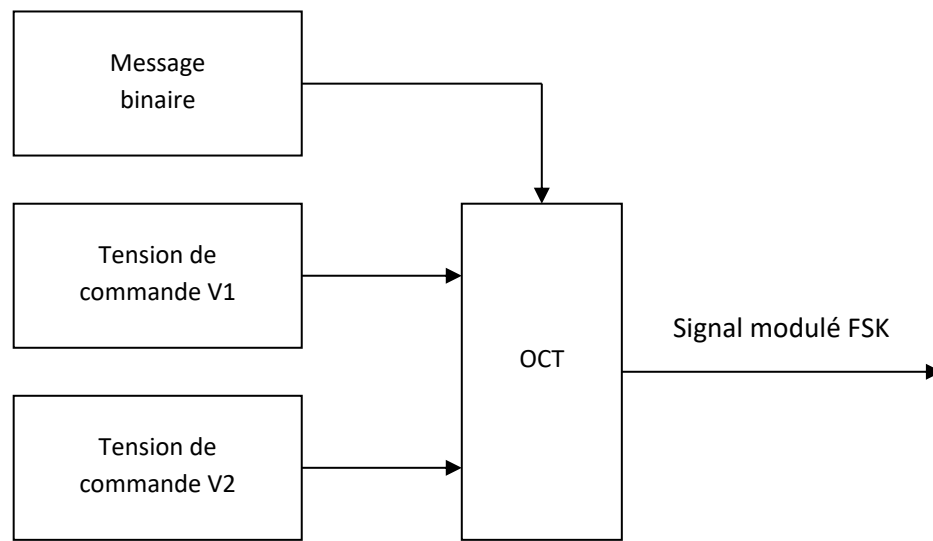 Message
binaire
Tension de
commande V1
Tension de
commande V2
OCT
Signal modulé FSK